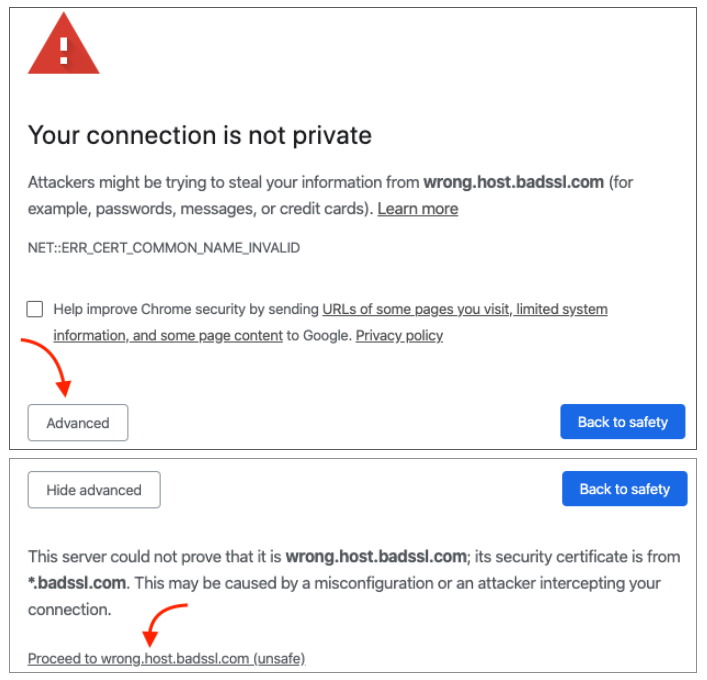 Your connection is not private
Attackers might be trying to steal your information from wrong.host.badssl.com (for
example, passwords, messages, or credit cards). Learn more
NET::ERR_CERT_COMMON_NAME_INVALID
Help improve Chrome security by sending URLs of some pages you visit, limited system
information, and some page content to Google. Privacy policy
Advanced
Back to safety
Hide advanced
Back to safety
This server could not prove that it is wrong.host.badssl.com; its security certificate is from
*.badssl.com. This may be caused by a misconfiguration or an attacker intercepting your
connection.
Proceed to wrong.host.badssl.com (unsafe)